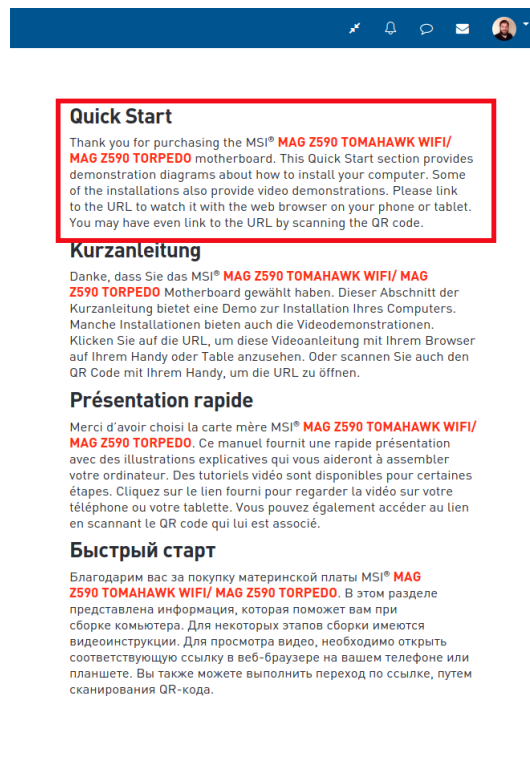 Quick Start
Thank you for purchasing the MSI® MAG Z590 TOMAHAWK WIFI/
MAG Z590 TORPEDO motherboard. This Quick Start section provides
demonstration diagrams about how to install your computer. Some
of the installations also provide video demonstrations. Please link
to the URL to watch it with the web browser on your phone or tablet.
You may have even link to the URL by scanning the QR code.
Kurzanleitung
Danke, dass Sie das MSI® MAG Z590 TOMAHAWK WIFI/ MAG
Z590 TORPEDO Motherboard gewählt haben. Dieser Abschnitt der
Kurzanleitung bietet eine Demo zur Installation Ihres Computers.
Manche Installationen bieten auch die Videodemonstrationen.
Klicken Sie auf die URL, um diese Videoanleitung mit Ihrem Browser
auf Ihrem Handy oder Table anzusehen. Oder scannen Sie auch den
QR Code mit Ihrem Handy, um die URL zu öffnen.
Présentation rapide
Merci d’avoir choisi la carte mère MSI® MAG Z590 TOMAHAWK WIFI/
MAG Z590 TORPEDO. Ce manuel fournit une rapide présentation
avec des illustrations explicatives qui vous aideront à assembler
votre ordinateur. Des tutoriels vidéo sont disponibles pour certaines
étapes. Cliquez sur le lien fourni pour regarder la vidéo sur votre
téléphone ou votre tablette. Vous pouvez également accéder au lien
en scannant le QR code qui lui est associé.
Быстрый старт
Благодарим вас за покупку материнской платы MSI® MAG
Z590 TOMAHAWK WIFI/ MAG Z590 TORPEDO. В этом разделе
представлена информация, которая поможет вам при
сборке комьютера. Для некоторых этапов сборки имеются
видеоинструкции. Для просмотра видео, необходимо открыть
соответствующую ссылку в веб-браузере на вашем телефоне или
планшете. Вы также можете выполнить переход по ссылке, путем
сканирования QR-кода.